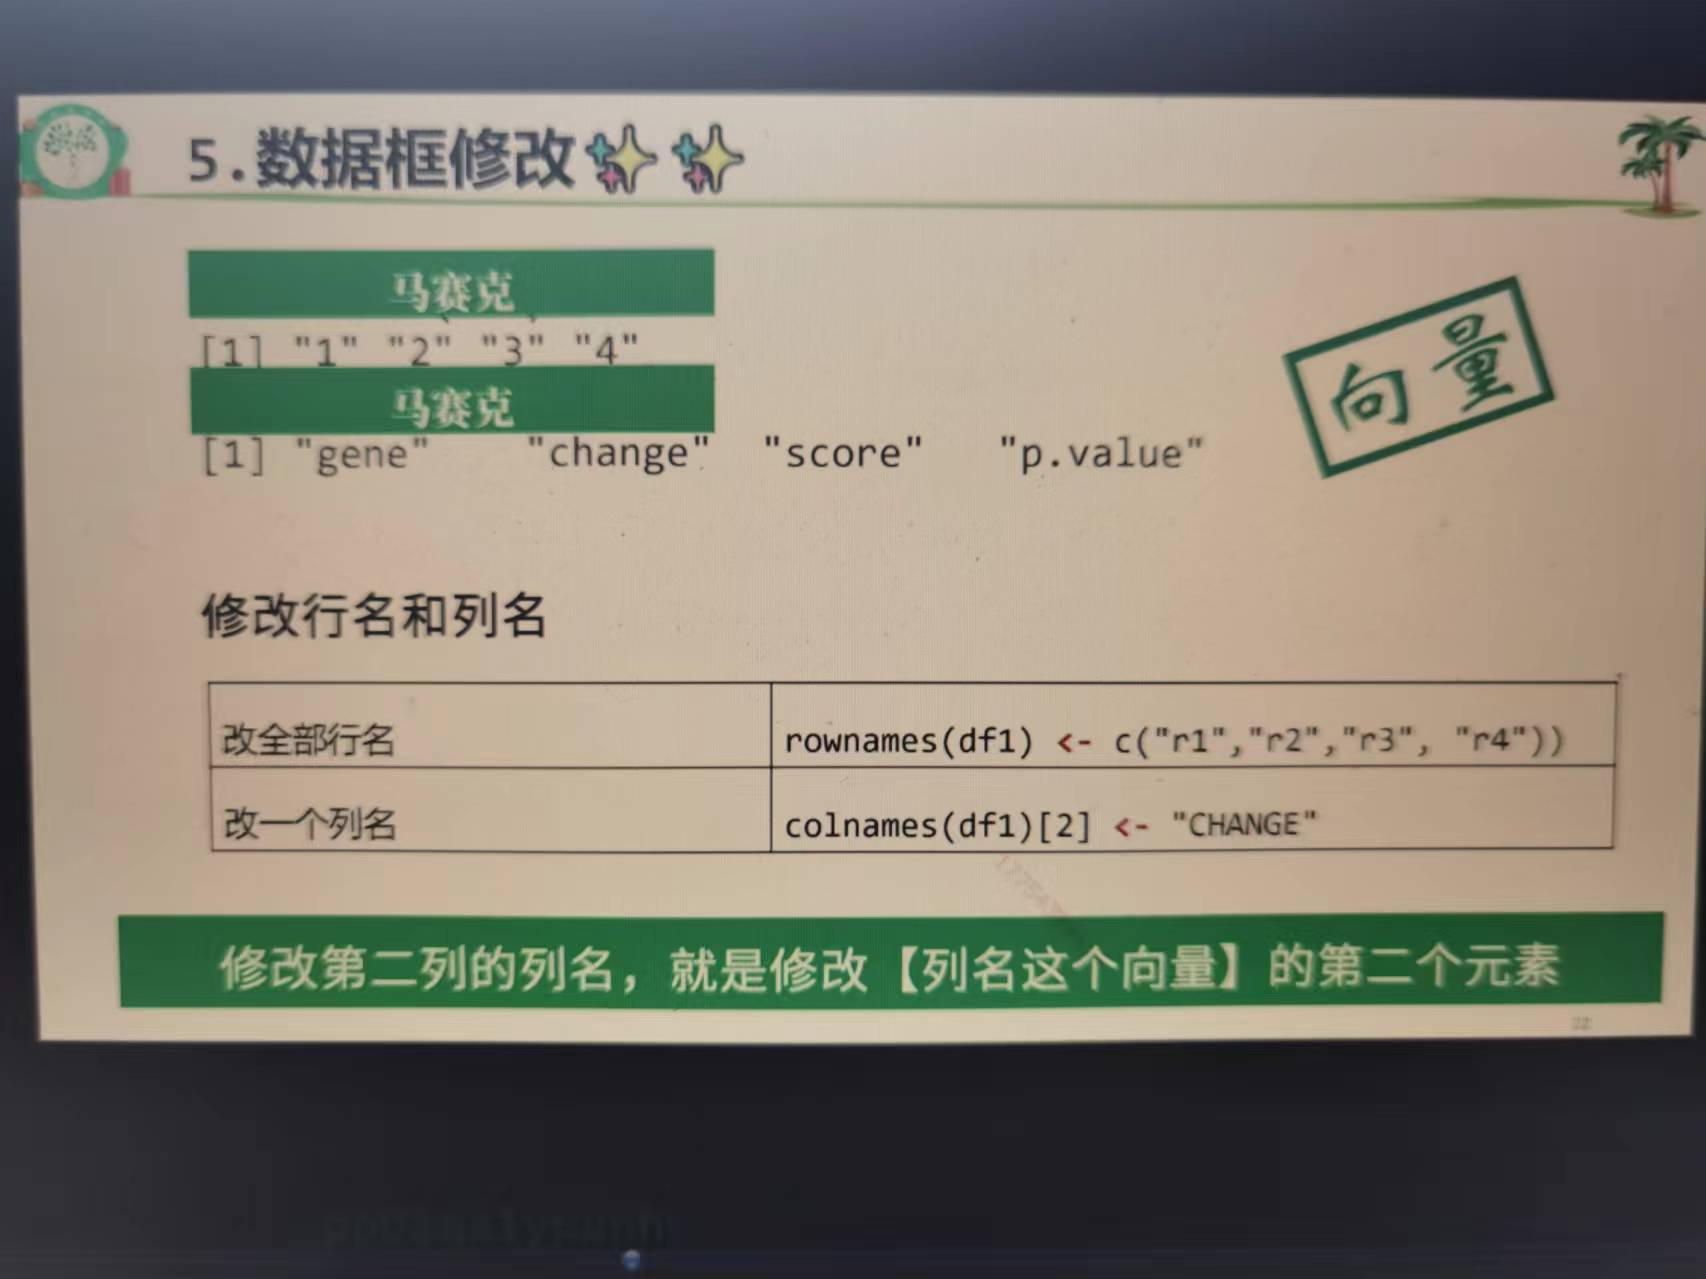 5.数据框修改
马赛克
[1] "1" "2" "3" "4"
马赛克
[1] "gene" "change" "score" "p.value"
向量
修改行名和列名
改全部行名 rownames(df1) <- c("r1","r2","r3", "r4"))
改一个列名 colnames(df1)[2] <- "CHANGE"
修改第二列的列名，就是修改【列名这个向量】的第二个元素
22